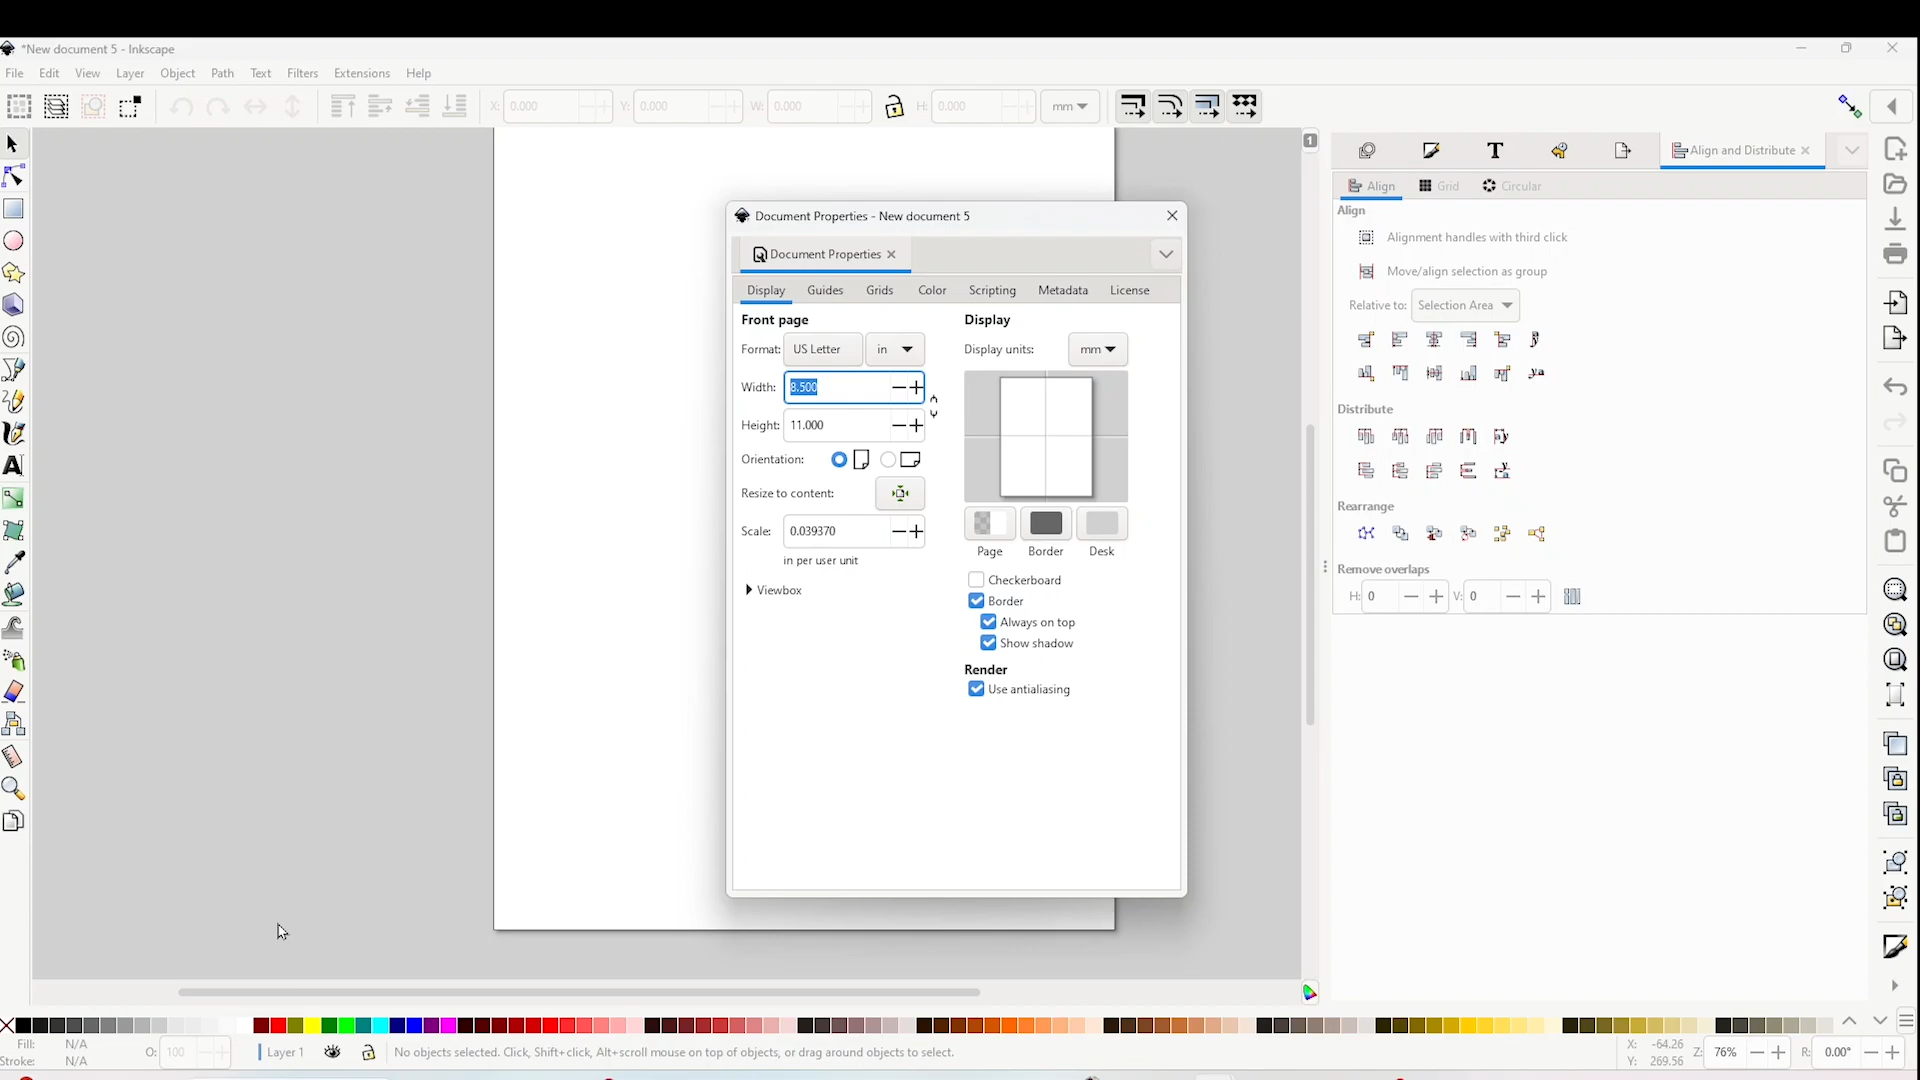 *New document 5 - Inkscape
File Edit View Layer Object Path Text Filters Extensions Help
X: 0.000 Y: 0.000 W: 0.000 H: 0.000 mm
1
Align and Distribute
Align Grid Circular
Align
Alignment handles with third click
Move/align selection as group
Relative to: Selection Area
Distribute
Rearrange
Remove overlaps
H: 0 V: 0
Document Properties - New document 5
Document Properties
Display Guides Grids Color Scripting Metadata License
Front page
Format: US Letter in
Width: 8.500
Height: 11.000
Orientation:
Resize to content:
Scale: 0.039370
in per user unit
Viewbox
Display
Display units: mm
Page Border Desk
Checkerboard
Border
Always on top
Show shadow
Render
Use antialiasing
Fill: N/A
Stroke: N/A
O: 100
Layer 1
No objects selected. Click, Shift+click, Alt+scroll mouse on top of objects, or drag around objects to select.
X: -64.26
Y: 269.56
Z: 76%
R: 0.00°